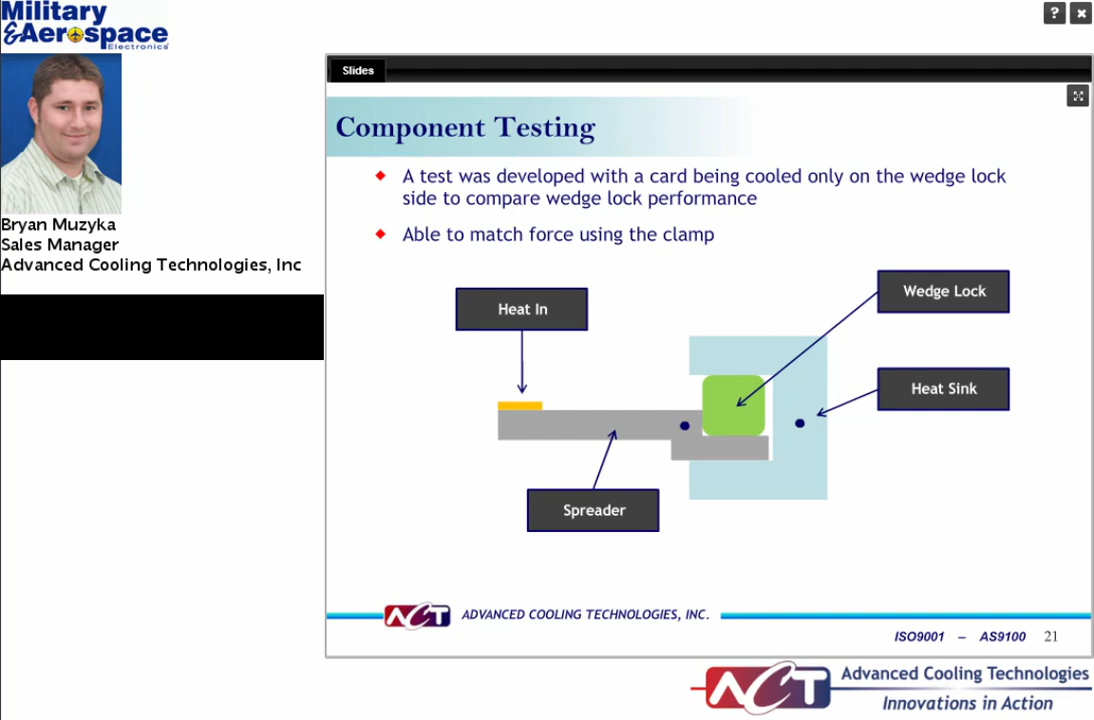 Military
&Aerospace
Electronics
?
Bryan Muzyka
Sales Manager
Advanced Cooling Technologies, Inc
Slides
Component Testing
A test was developed with a card being cooled only on the wedge lock
side to compare wedge lock performance
Able to match force using the clamp
Heat In
Wedge Lock
Heat Sink
Spreader
ACT
ADVANCED COOLING TECHNOLOGIES, INC.
ISO9001 – AS9100 21
ACT
Advanced Cooling Technologies
Innovations in Action